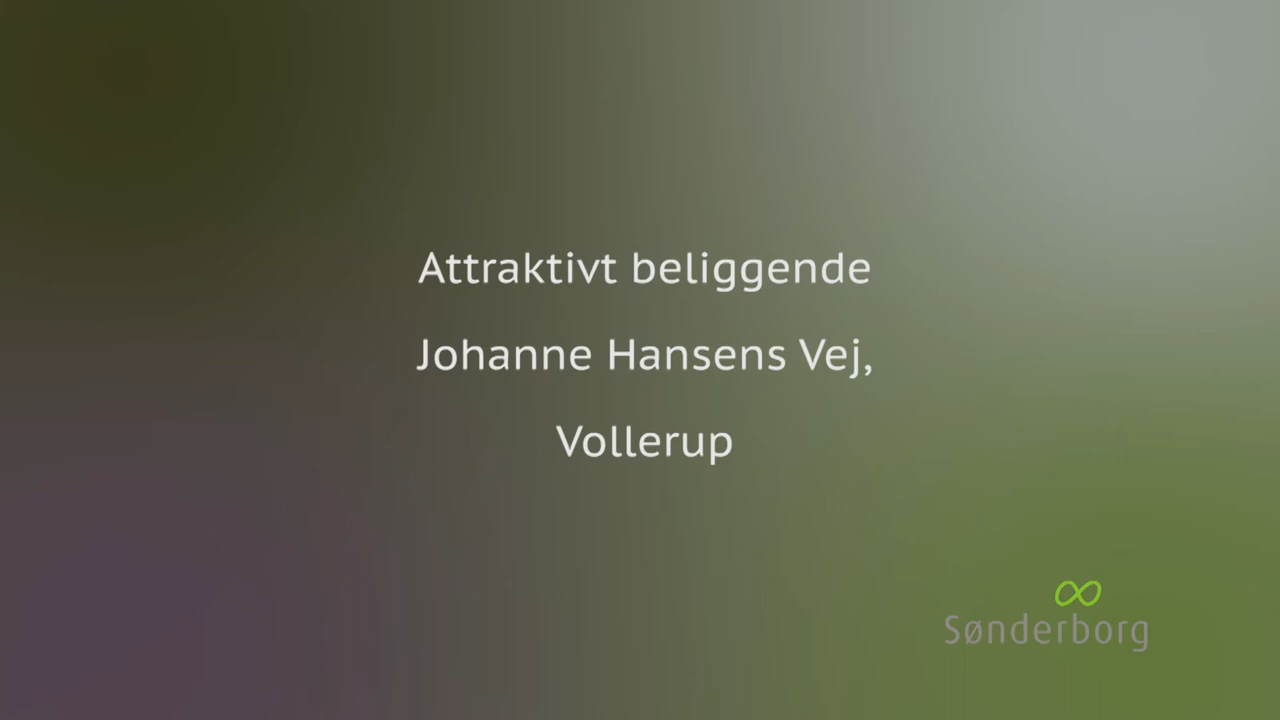 Attraktivt beliggende
Johanne Hansens Vej,
Vollerup
Sønderborg